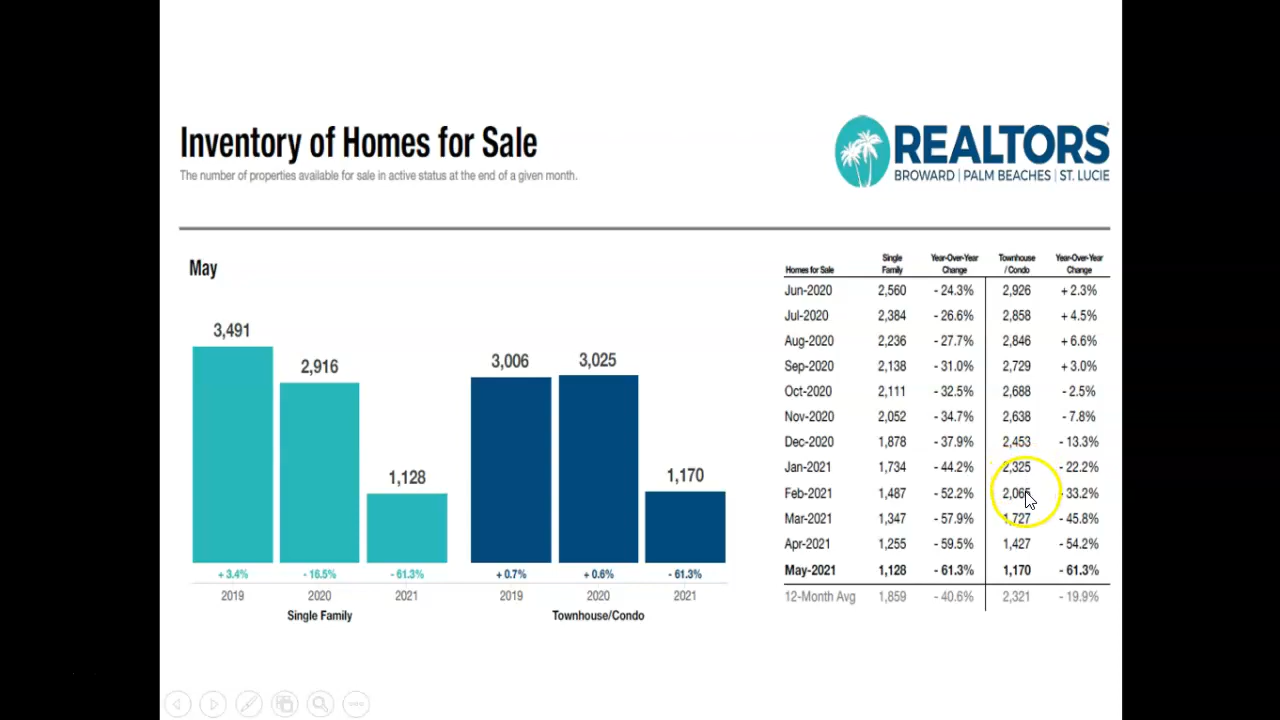 Inventory of Homes for Sale
The number of properties available for sale in active status at the end of a given month.
REALTORS
BROWARD | PALM BEACHES | ST. LUCIE
May
3,491
2,916
1,128
3,006
3,025
1,170
+ 3.4%
- 16.5%
- 61.3%
+ 0.7%
+ 0.6%
- 61.3%
2019
2020
2021
2019
2020
2021
Single Family
Townhouse/Condo
Homes for Sale Single Family Year-Over-Year Change Townhouse / Condo Year-Over-Year Change
Jun-2020 2,560 - 24.3% 2,926 + 2.3%
Jul-2020 2,384 - 26.6% 2,858 + 4.5%
Aug-2020 2,236 - 27.7% 2,846 + 6.6%
Sep-2020 2,138 - 31.0% 2,729 + 3.0%
Oct-2020 2,111 - 32.5% 2,688 - 2.5%
Nov-2020 2,052 - 34.7% 2,638 - 7.8%
Dec-2020 1,878 - 37.9% 2,453 - 13.3%
Jan-2021 1,734 - 44.2% 2,325 - 22.2%
Feb-2021 1,487 - 52.2% 2,065 - 33.2%
Mar-2021 1,347 - 57.9% 1,727 - 45.8%
Apr-2021 1,255 - 59.5% 1,427 - 54.2%
May-2021 1,128 - 61.3% 1,170 - 61.3%
12-Month Avg 1,859 - 40.6% 2,321 - 19.9%